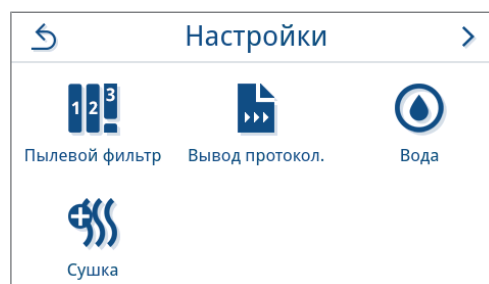 Настройки
1 2 3
Пылевой фильтр
Вывод протокол.
Вода
Сушка